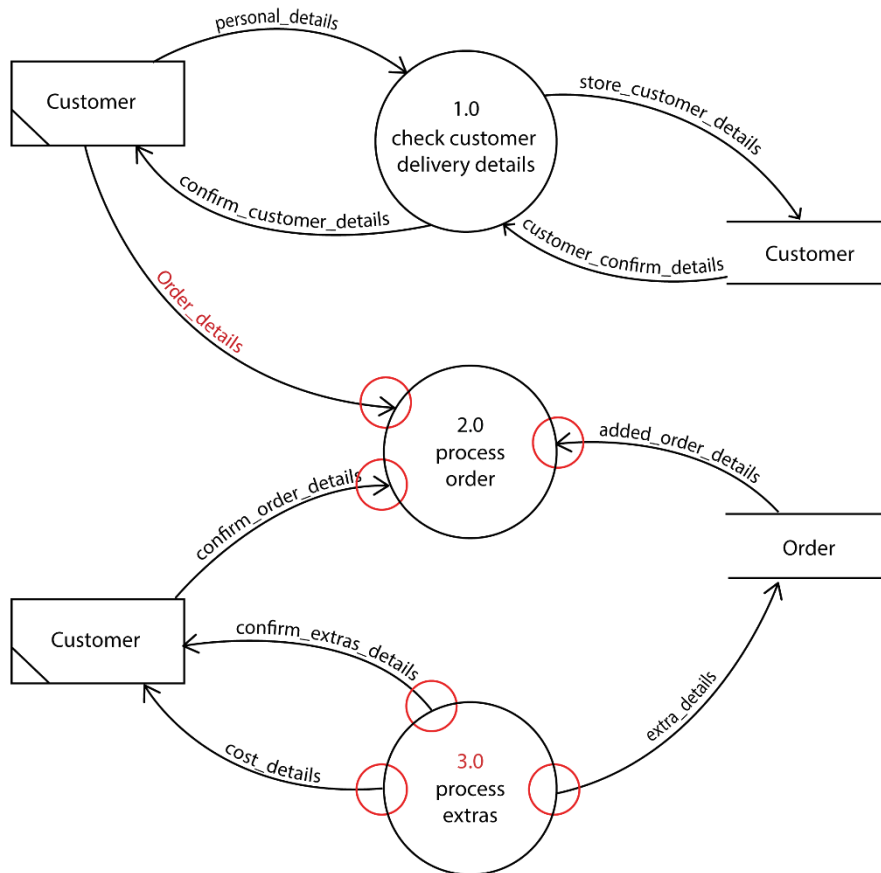 personal_details
Customer
1.0
check customer
delivery details
store_customer_details
confirm_customer_details
customer_confirm_details
Customer
Order_details
2.0
process
order
added_order_details
confirm_order_details
Order
Customer
confirm_extras_details
cost_details
3.0
process
extras
extra_details